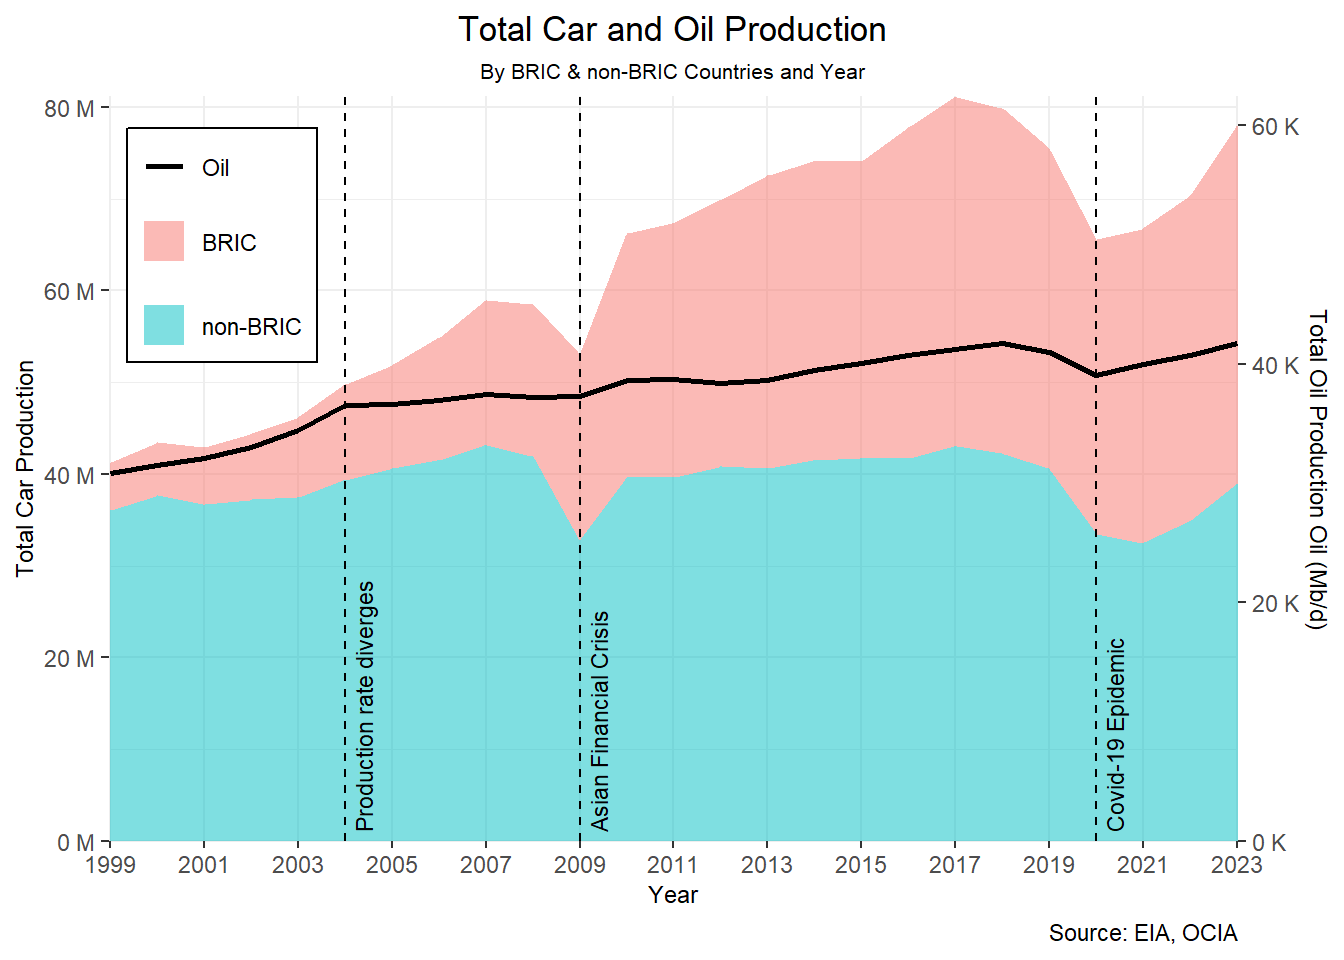 Total Car and Oil Production
By BRIC & non-BRIC Countries and Year
80 M
60 M
40 M
20 M
0 M
Total Car Production
Oil
BRIC
non-BRIC
Production rate diverges
Asian Financial Crisis
Covid-19 Epidemic
60 K
40 K
20 K
0 K
Total Oil Production Oil (Mb/d)
1999 2001 2003 2005 2007 2009 2011 2013 2015 2017 2019 2021 2023
Year
Source: EIA, OCIA